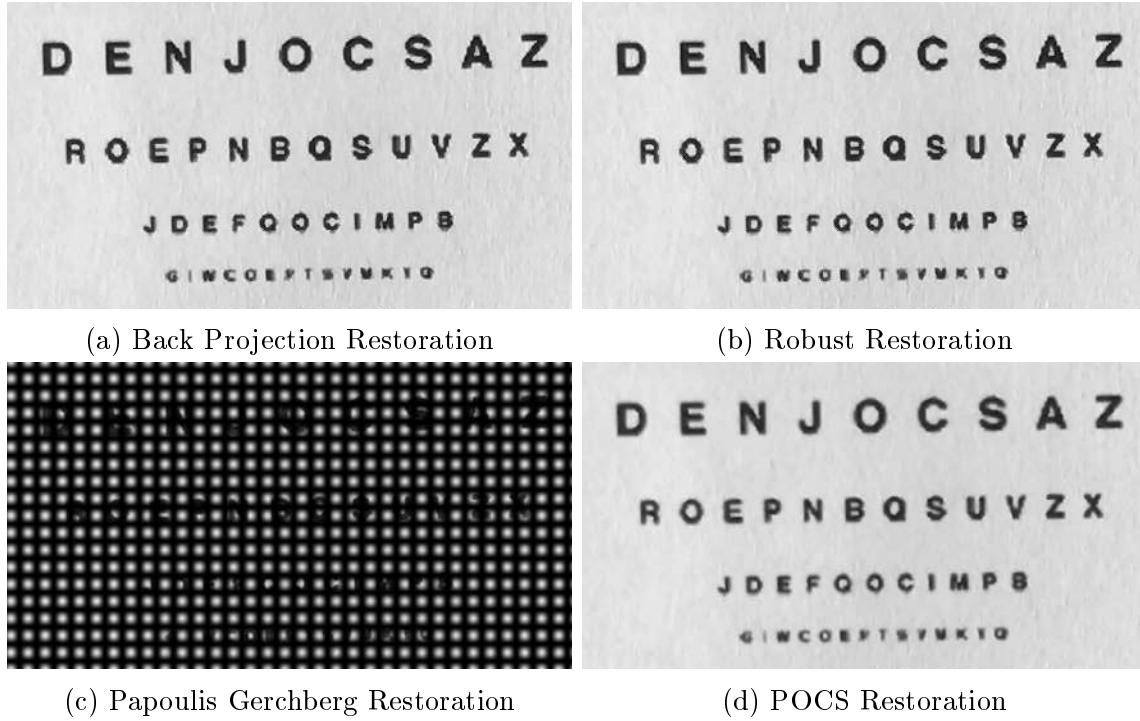 D E N J O C S A Z
R O E P N B Q S U V Z X
J D E F Q O C I M P B
(a) Back Projection Restoration
D E N J O C S A Z
R O E P N B Q S U V Z X
J D E F Q O C I M P B
(b) Robust Restoration
(c) Papoulis Gerchberg Restoration
D E N J O C S A Z
R O E P N B Q S U V Z X
J D E F Q O C I M P B
(d) POCS Restoration